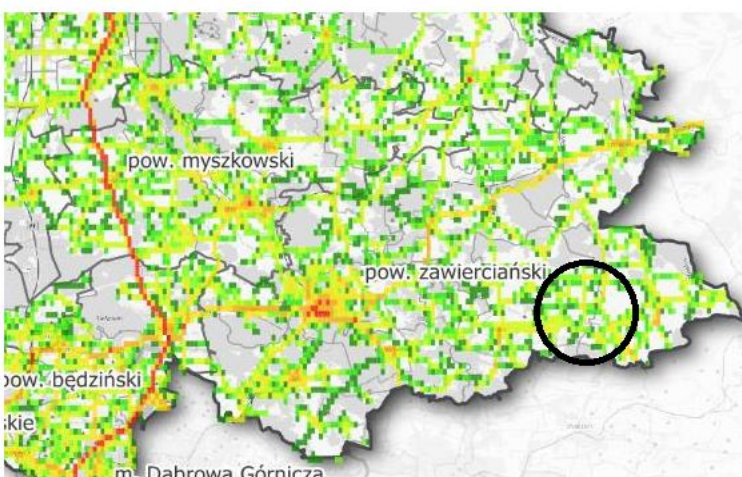 pow. myszkowski
pow. zawierciański
pow. będziński
skie
m. Dąbrowa Górnicza